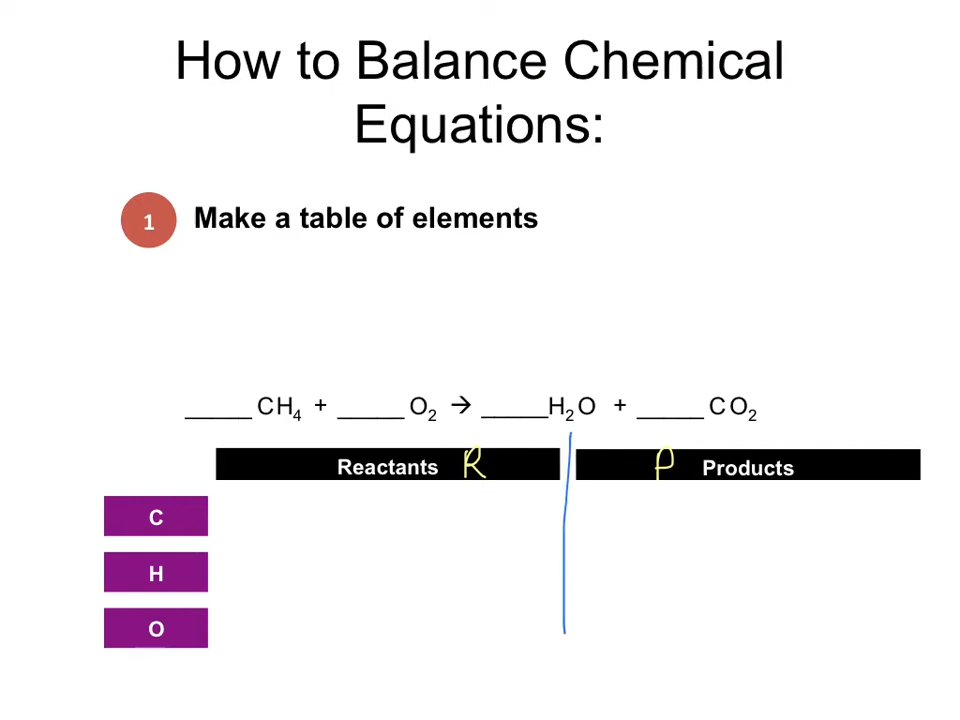 How to Balance Chemical
Equations:
1 Make a table of elements
_____ CH4 + _____ O2 → _____H2O + _____ CO2
Reactants R P Products
C
H
O